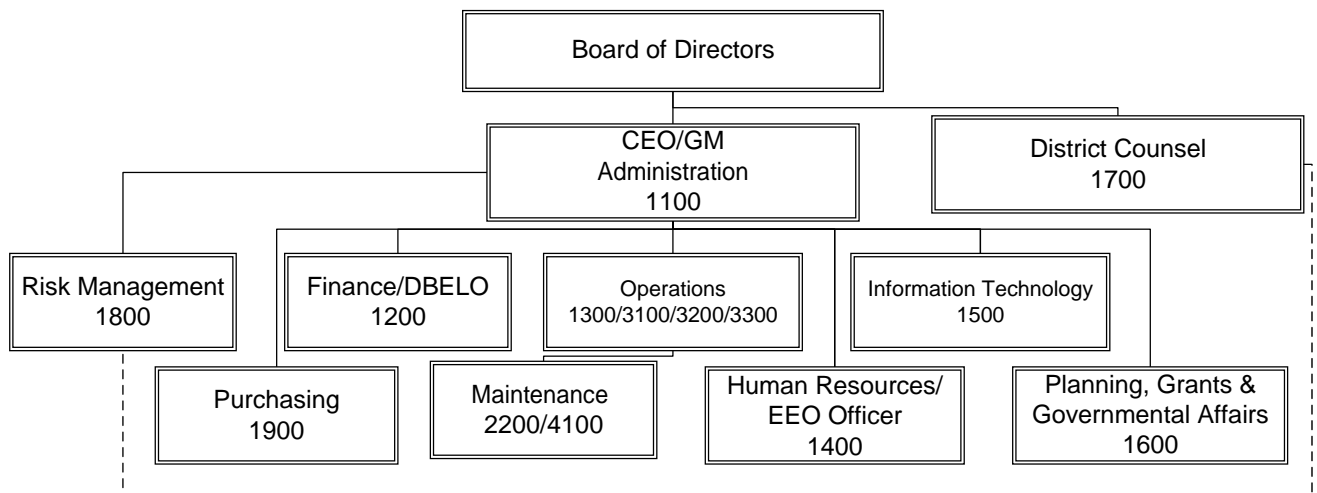 Board of Directors
CEO/GM
Administration
1100
District Counsel
1700
Risk Management
1800
Finance/DBELO
1200
Operations
1300/3100/3200/3300
Information Technology
1500
Purchasing
1900
Maintenance
2200/4100
Human Resources/
EEO Officer
1400
Planning, Grants &
Governmental Affairs
1600